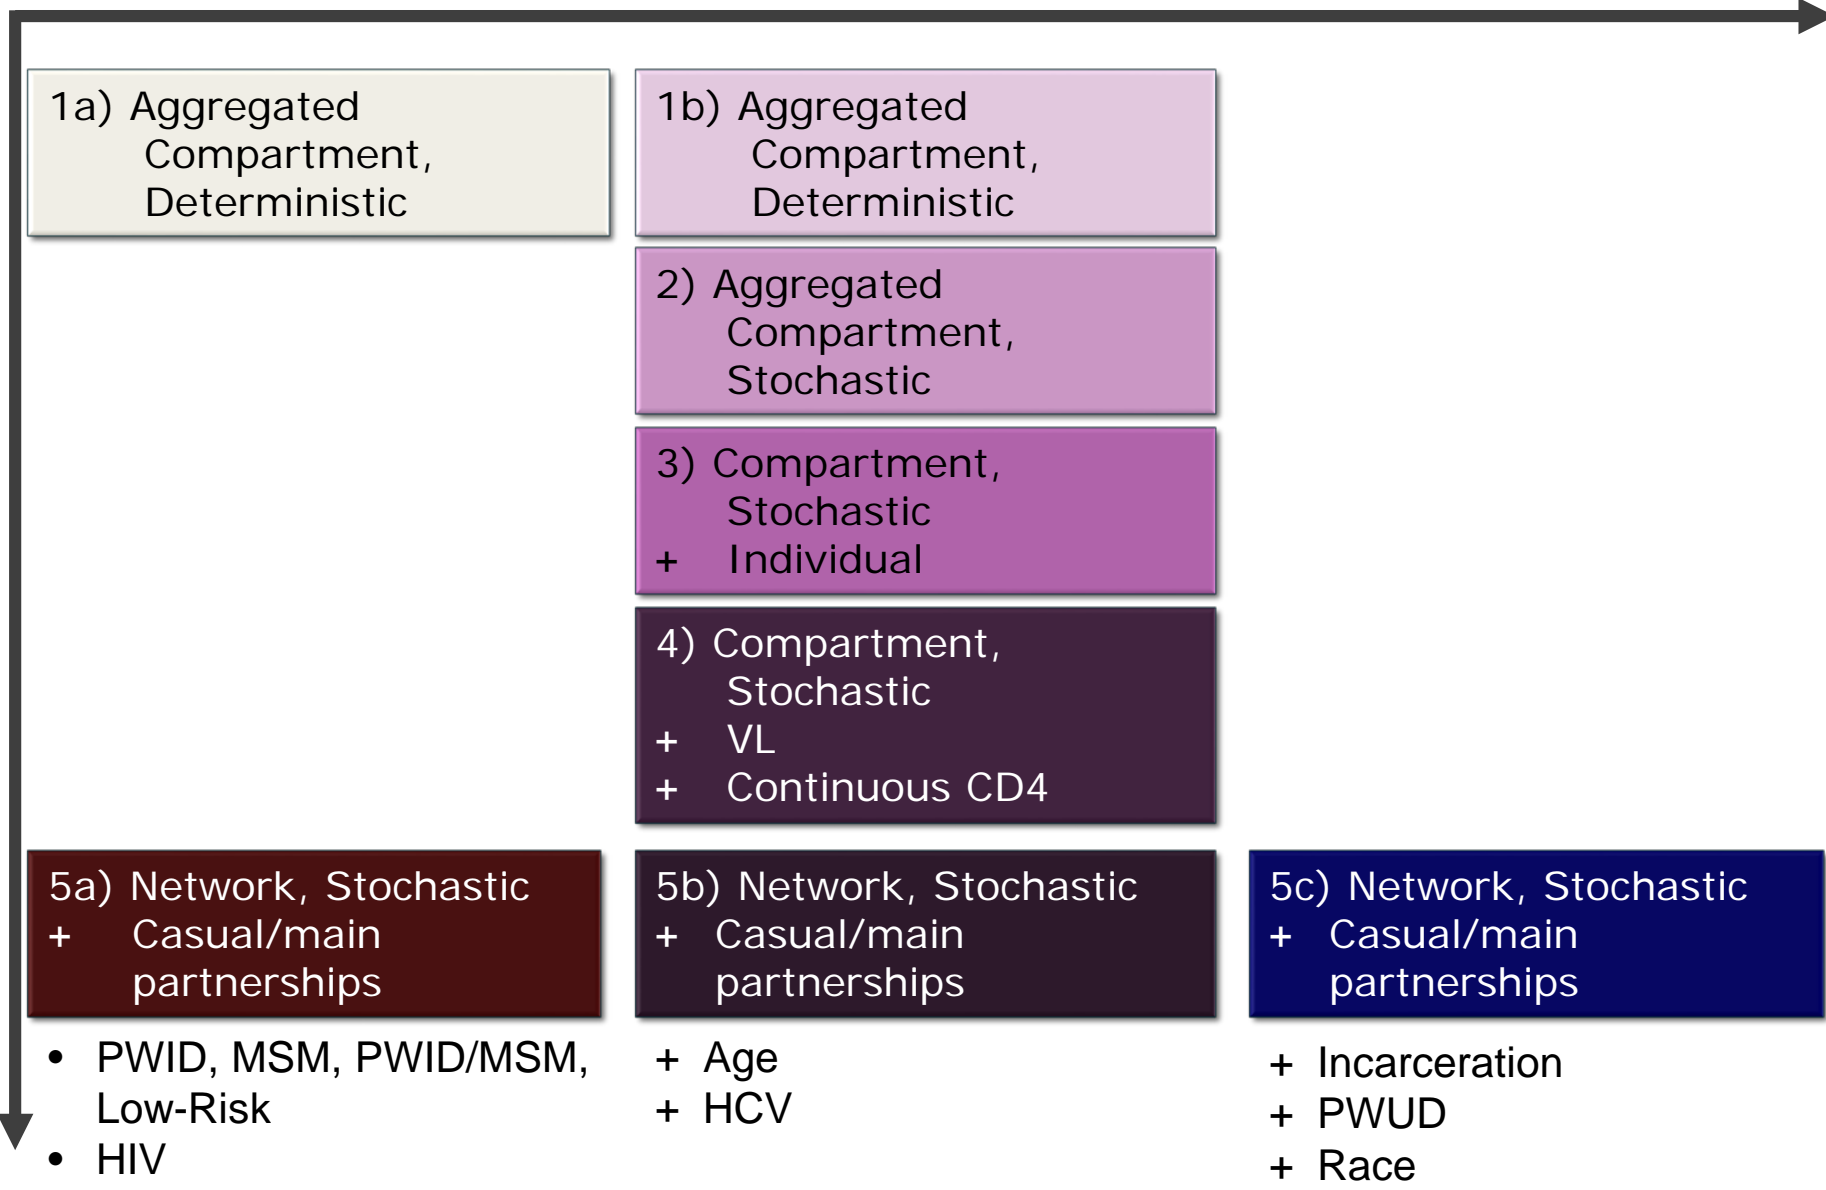 1a) Aggregated
Compartment,
Deterministic
1b) Aggregated
Compartment,
Deterministic
2) Aggregated
Compartment,
Stochastic
3) Compartment,
Stochastic
+ Individual
4) Compartment,
Stochastic
+ VL
+ Continuous CD4
5a) Network, Stochastic
+ Casual/main
partnerships
5b) Network, Stochastic
+ Casual/main
partnerships
5c) Network, Stochastic
+ Casual/main
partnerships
• PWID, MSM, PWID/MSM,
Low-Risk
• HIV
+ Age
+ HCV
+ Incarceration
+ PWUD
+ Race